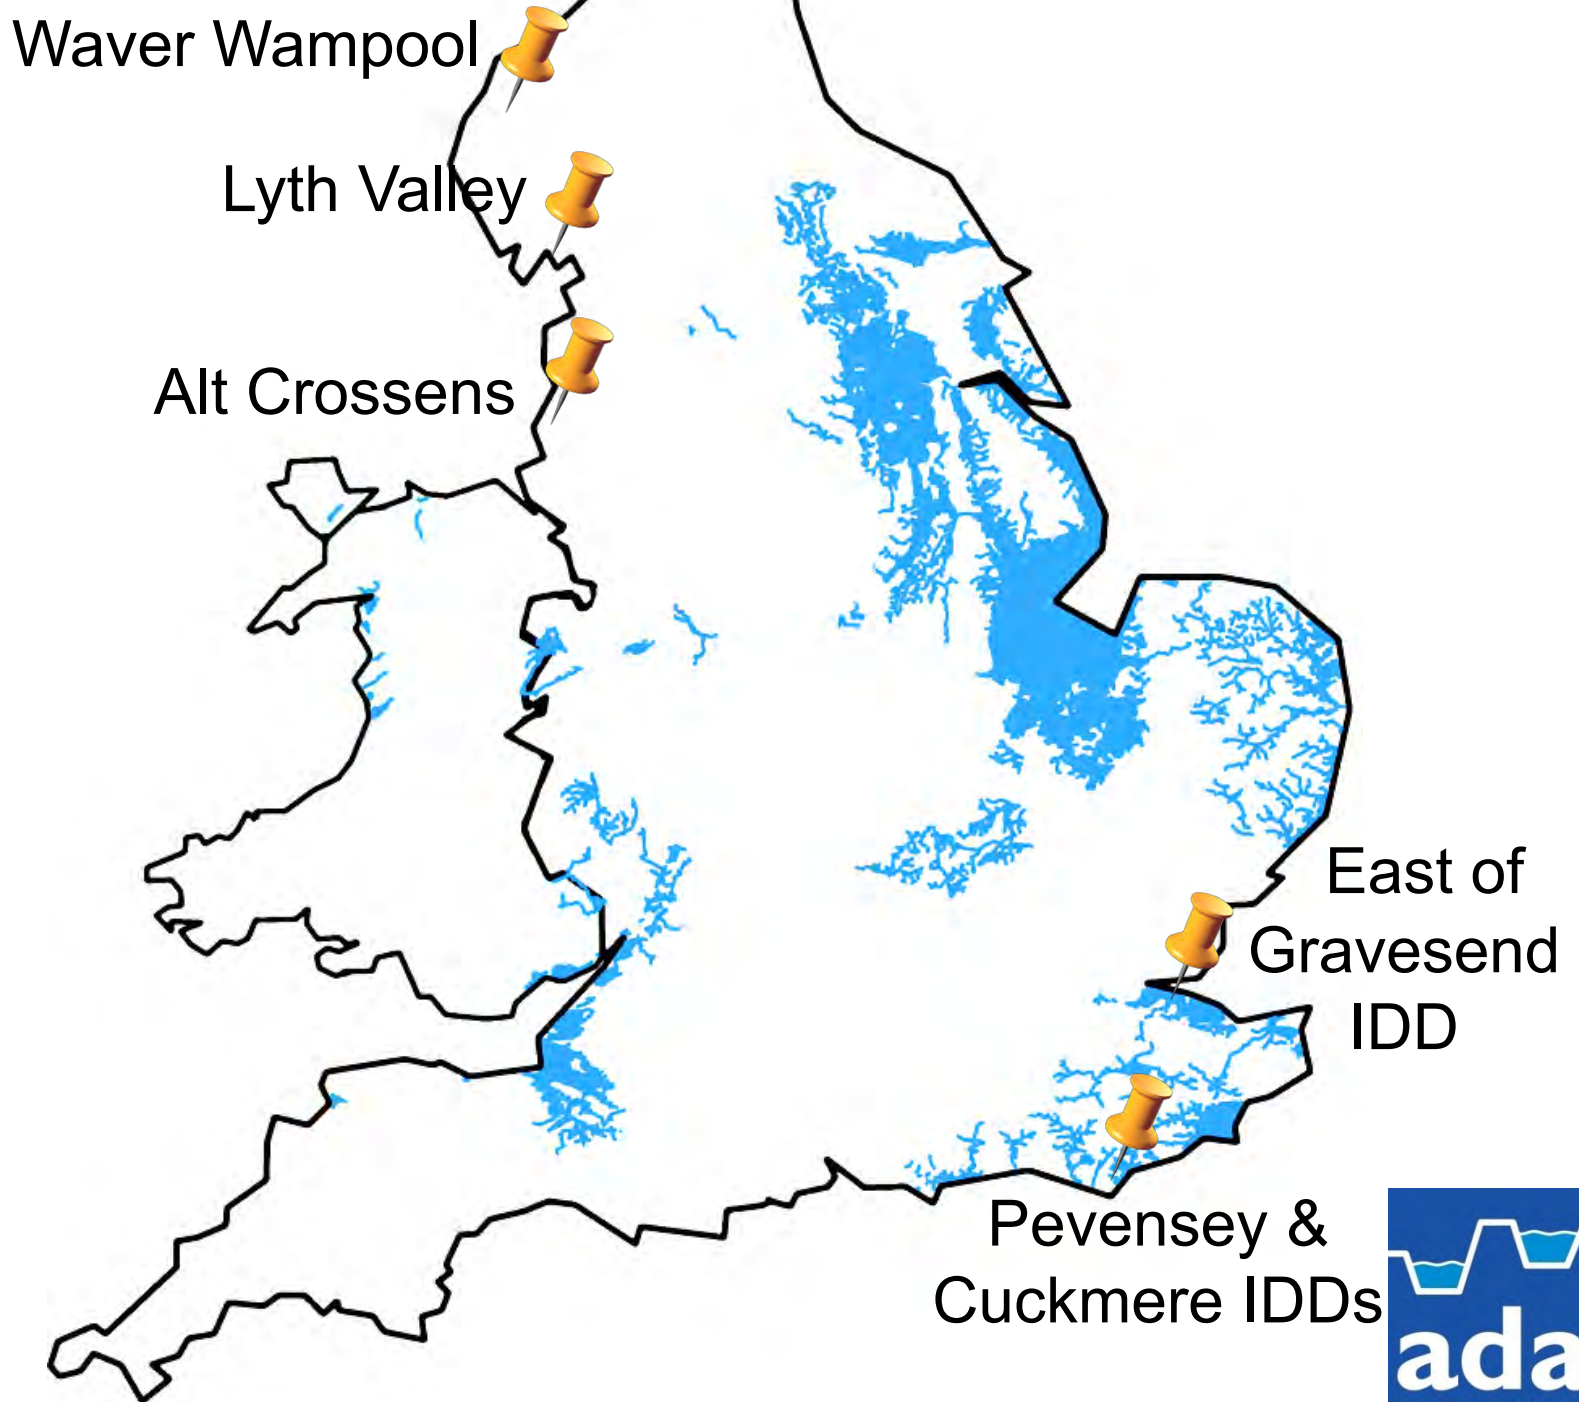 Waver Wampool
Lyth Valley
Alt Crossens
East of
Gravesend
IDD
Pevensey &
Cuckmere IDDs
ada